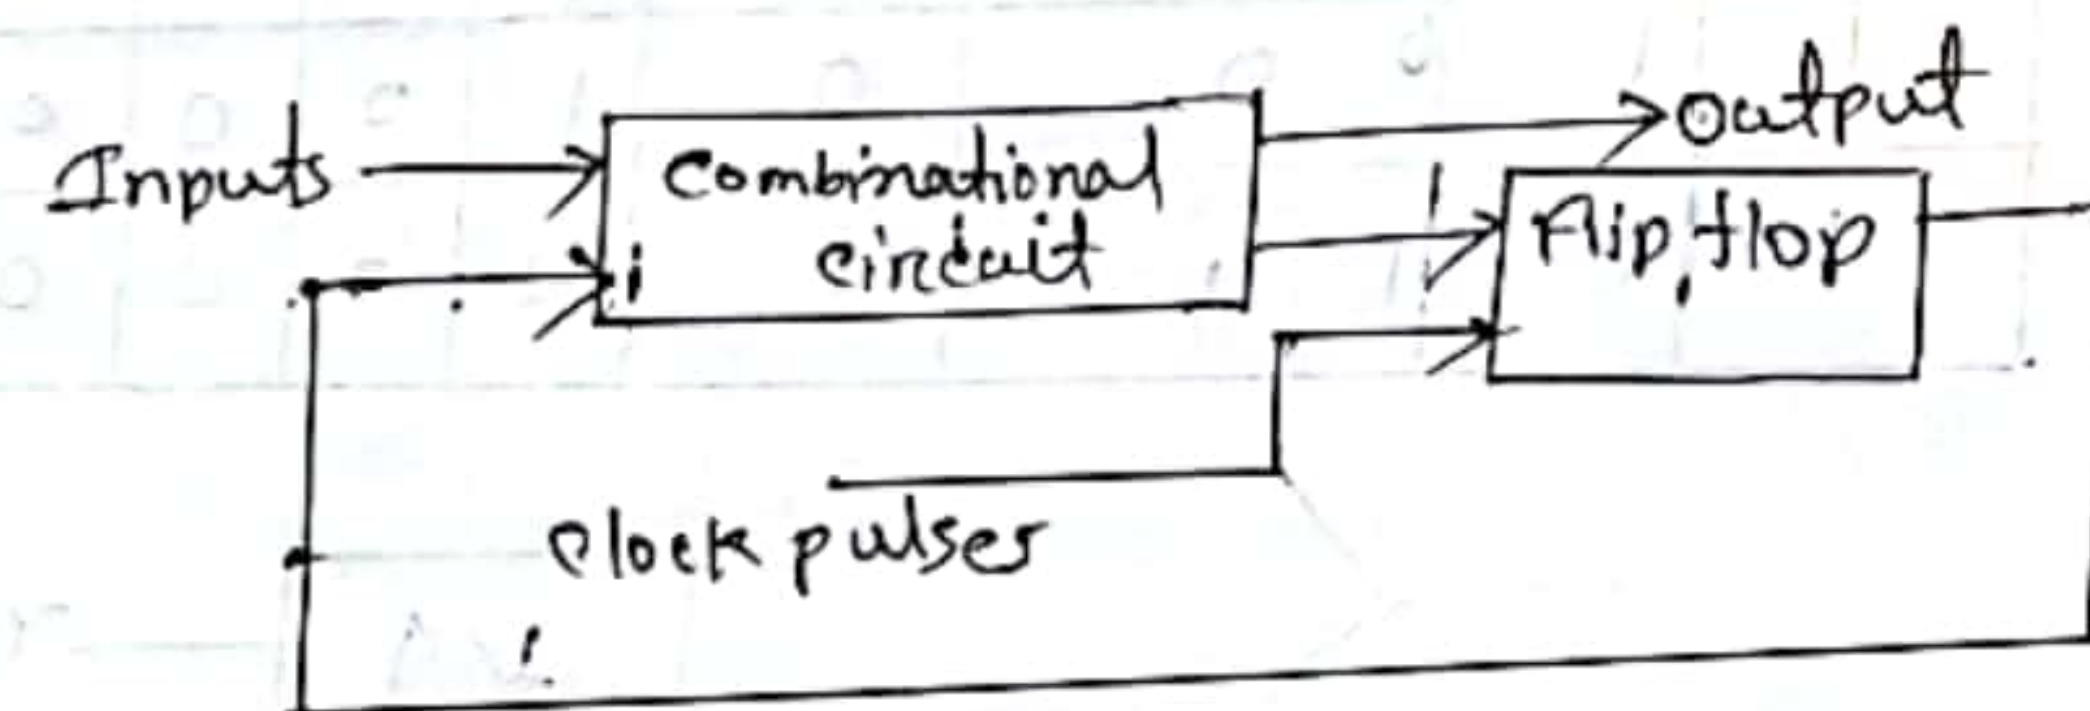 Inputs
Combinational
circuit
Output
Flip flop
Clock pulses